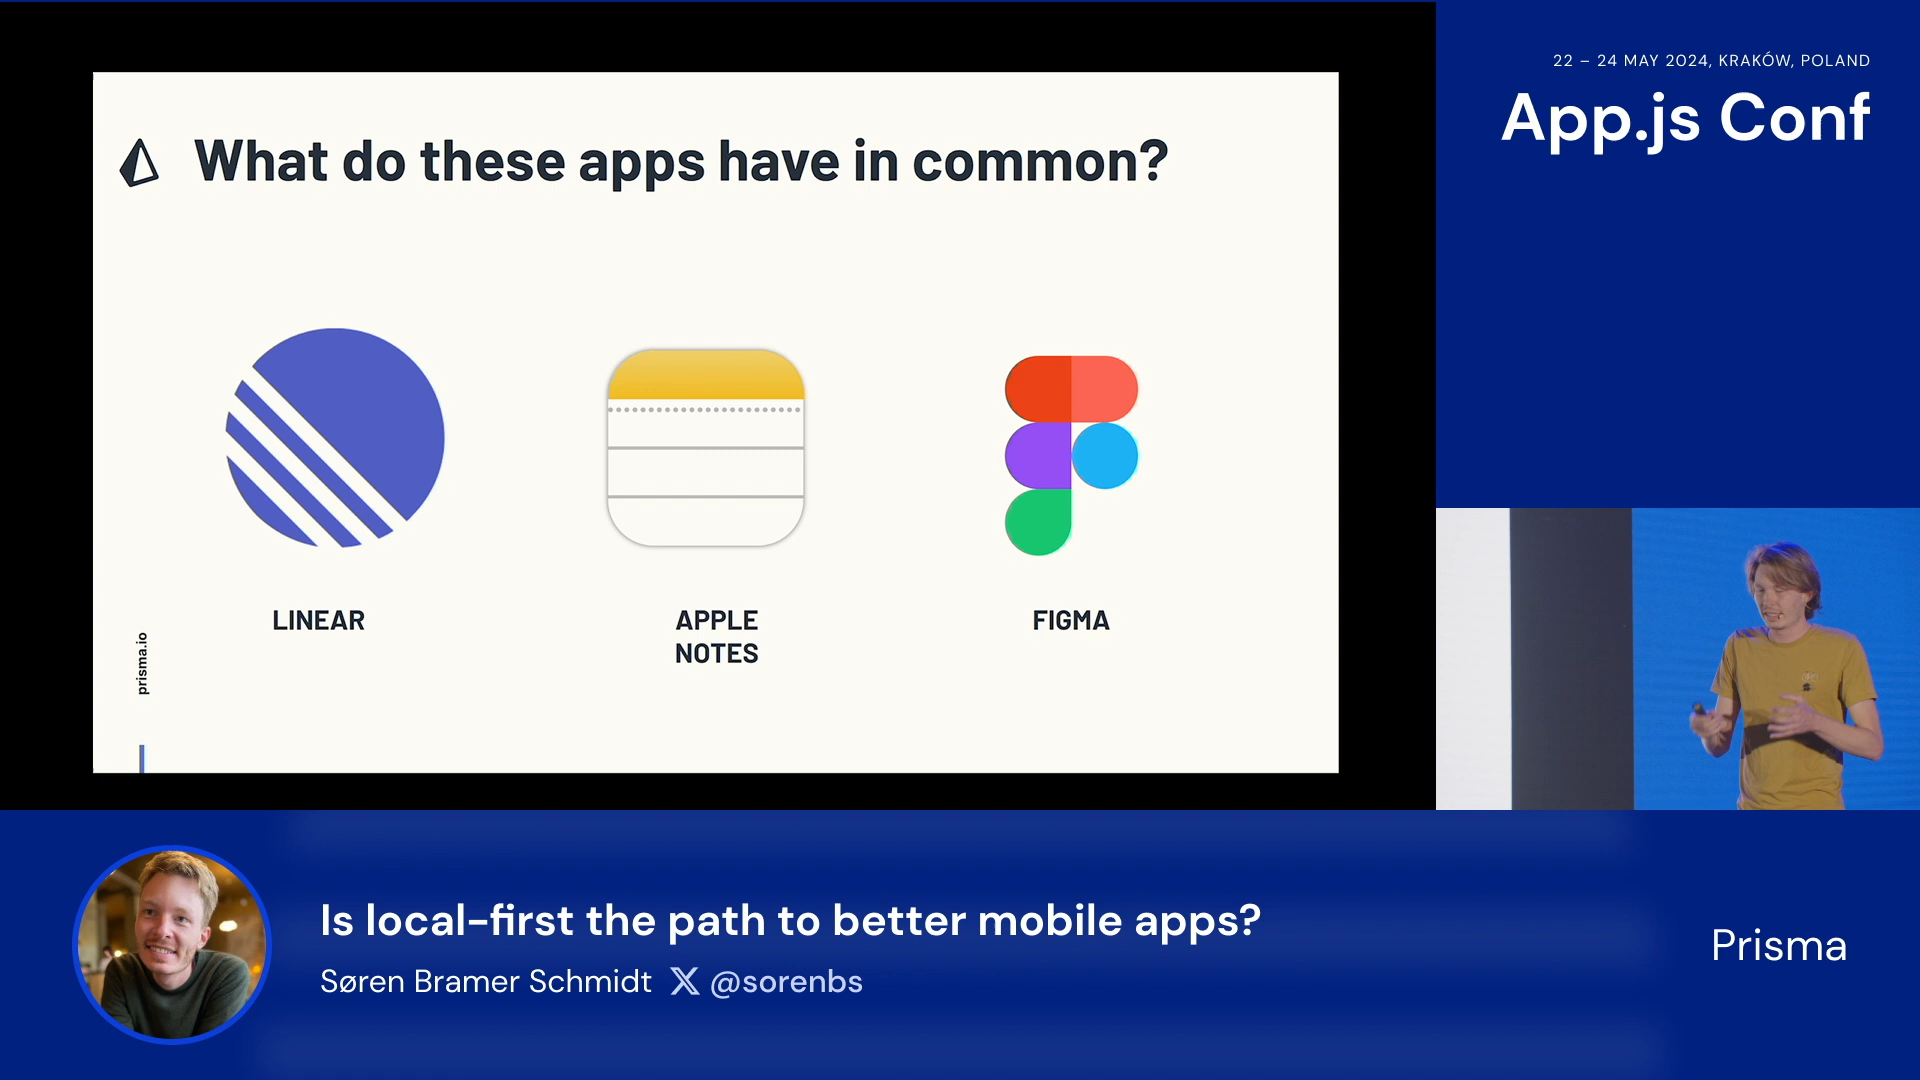 What do these apps have in common?
LINEAR
APPLE
NOTES
FIGMA
prisma.io
22 – 24 MAY 2024, KRAKÓW, POLAND
App.js Conf
Is local-first the path to better mobile apps?
Søren Bramer Schmidt X @sorenbs
Prisma